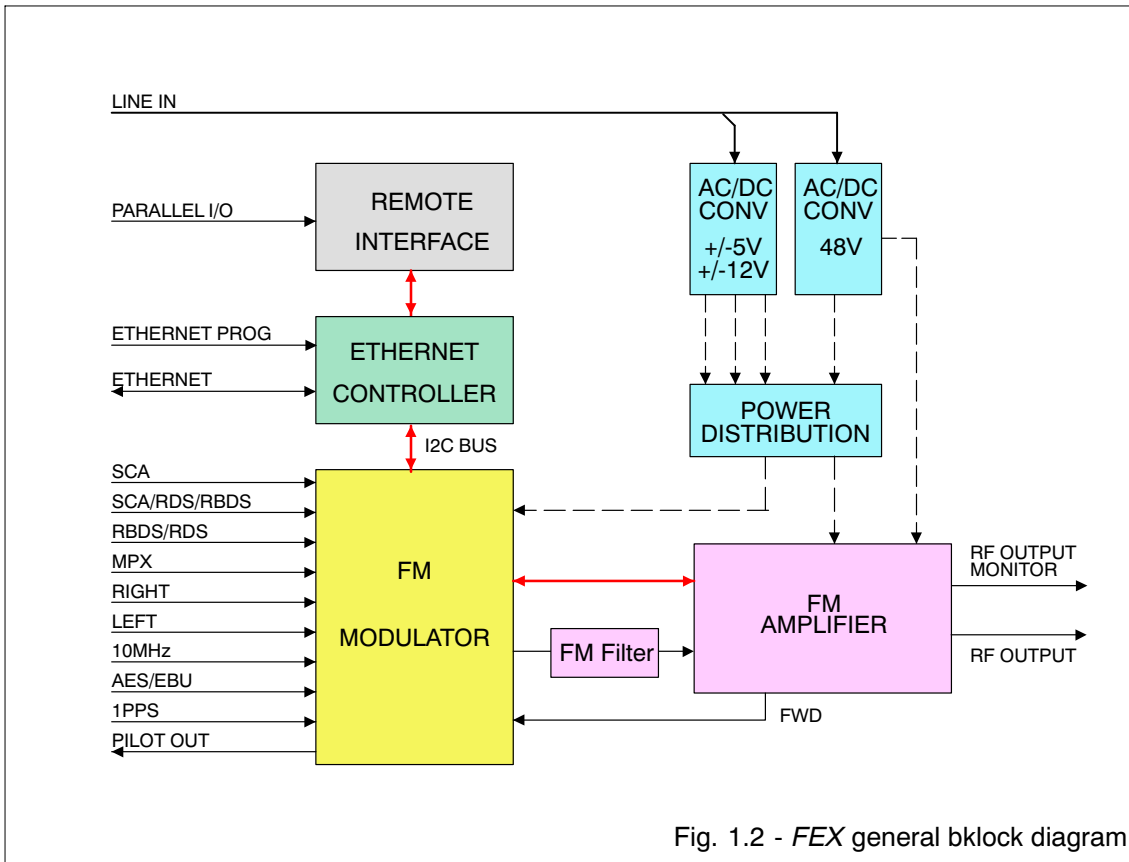 LINE IN
PARALLEL I/O
REMOTE
INTERFACE
AC/DC
CONV
+/-5V
+/-12V
AC/DC
CONV
48V
ETHERNET PROG
ETHERNET
ETHERNET
CONTROLLER
I2C BUS
POWER
DISTRIBUTION
SCA
SCA/RDS/RBDS
RBDS/RDS
MPX
RIGHT
LEFT
10MHz
AES/EBU
1PPS
PILOT OUT
FM
MODULATOR
FM Filter
FM
AMPLIFIER
FWD
RF OUTPUT
MONITOR
RF OUTPUT
Fig. 1.2 - FEX general bklock diagram